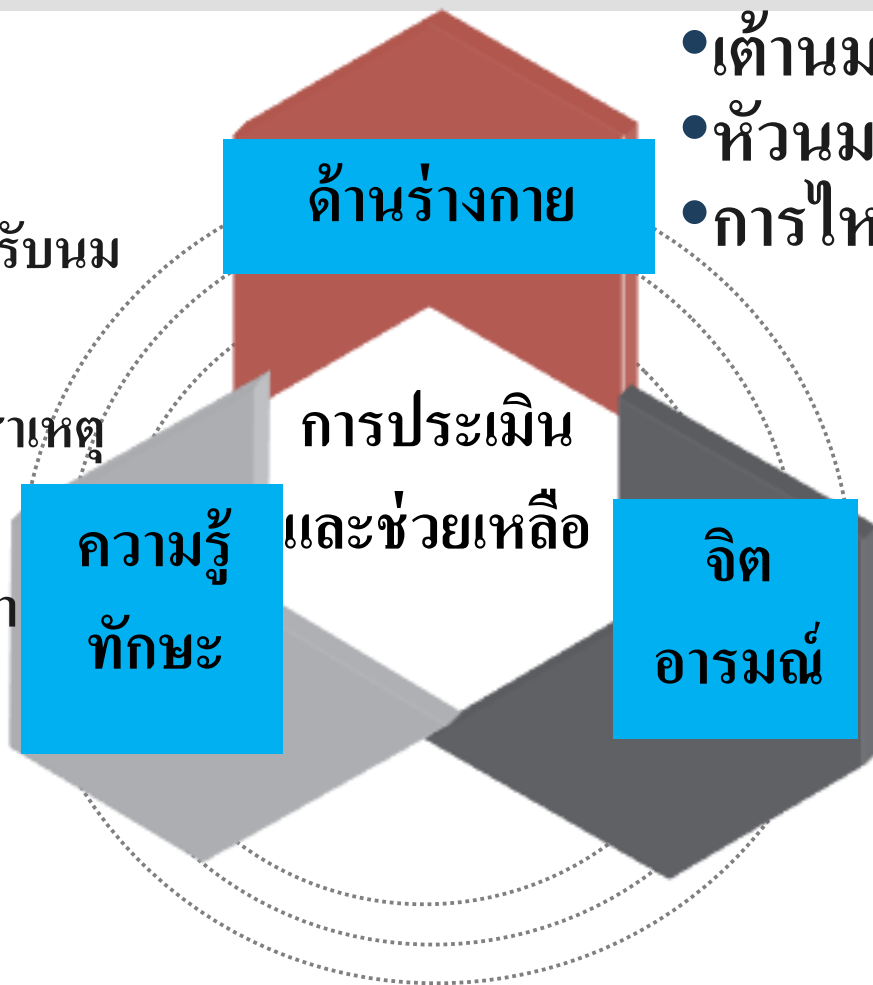 •เต้านม
•หัวนม
•การไห
ด้านร่างกาย
รับนม
าเหตุ
การประเมิน
และช่วยเหลือ
ความรู้
ทักษะ
จิต
อารมณ์